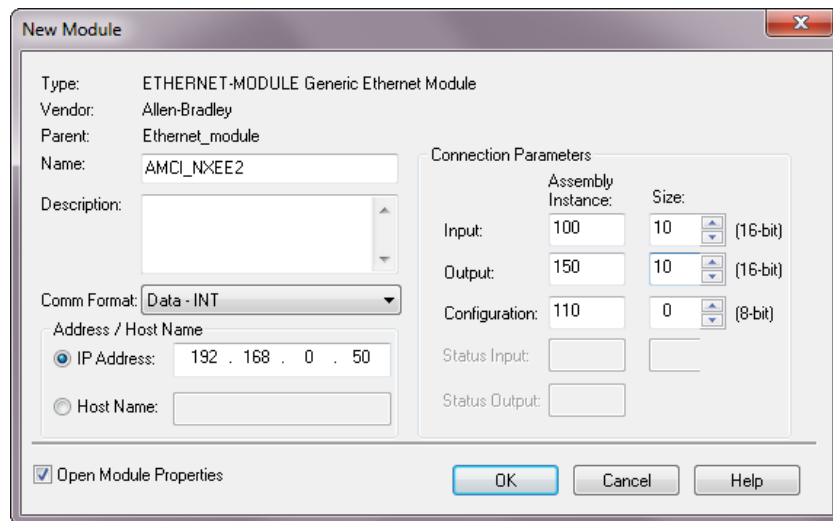 New Module
Type: ETHERNET-MODULE Generic Ethernet Module
Vendor: Allen-Bradley
Parent: Ethernet_module
Name: AMCI_NXEE2
Description:
Comm Format: Data - INT
Address / Host Name
IP Address: 192 . 168 . 0 . 50
Host Name:
Connection Parameters
Assembly
Instance:
Size:
Input: 100 10 (16-bit)
Output: 150 10 (16-bit)
Configuration: 110 0 (8-bit)
Status Input:
Status Output:
Open Module Properties
OK Cancel Help